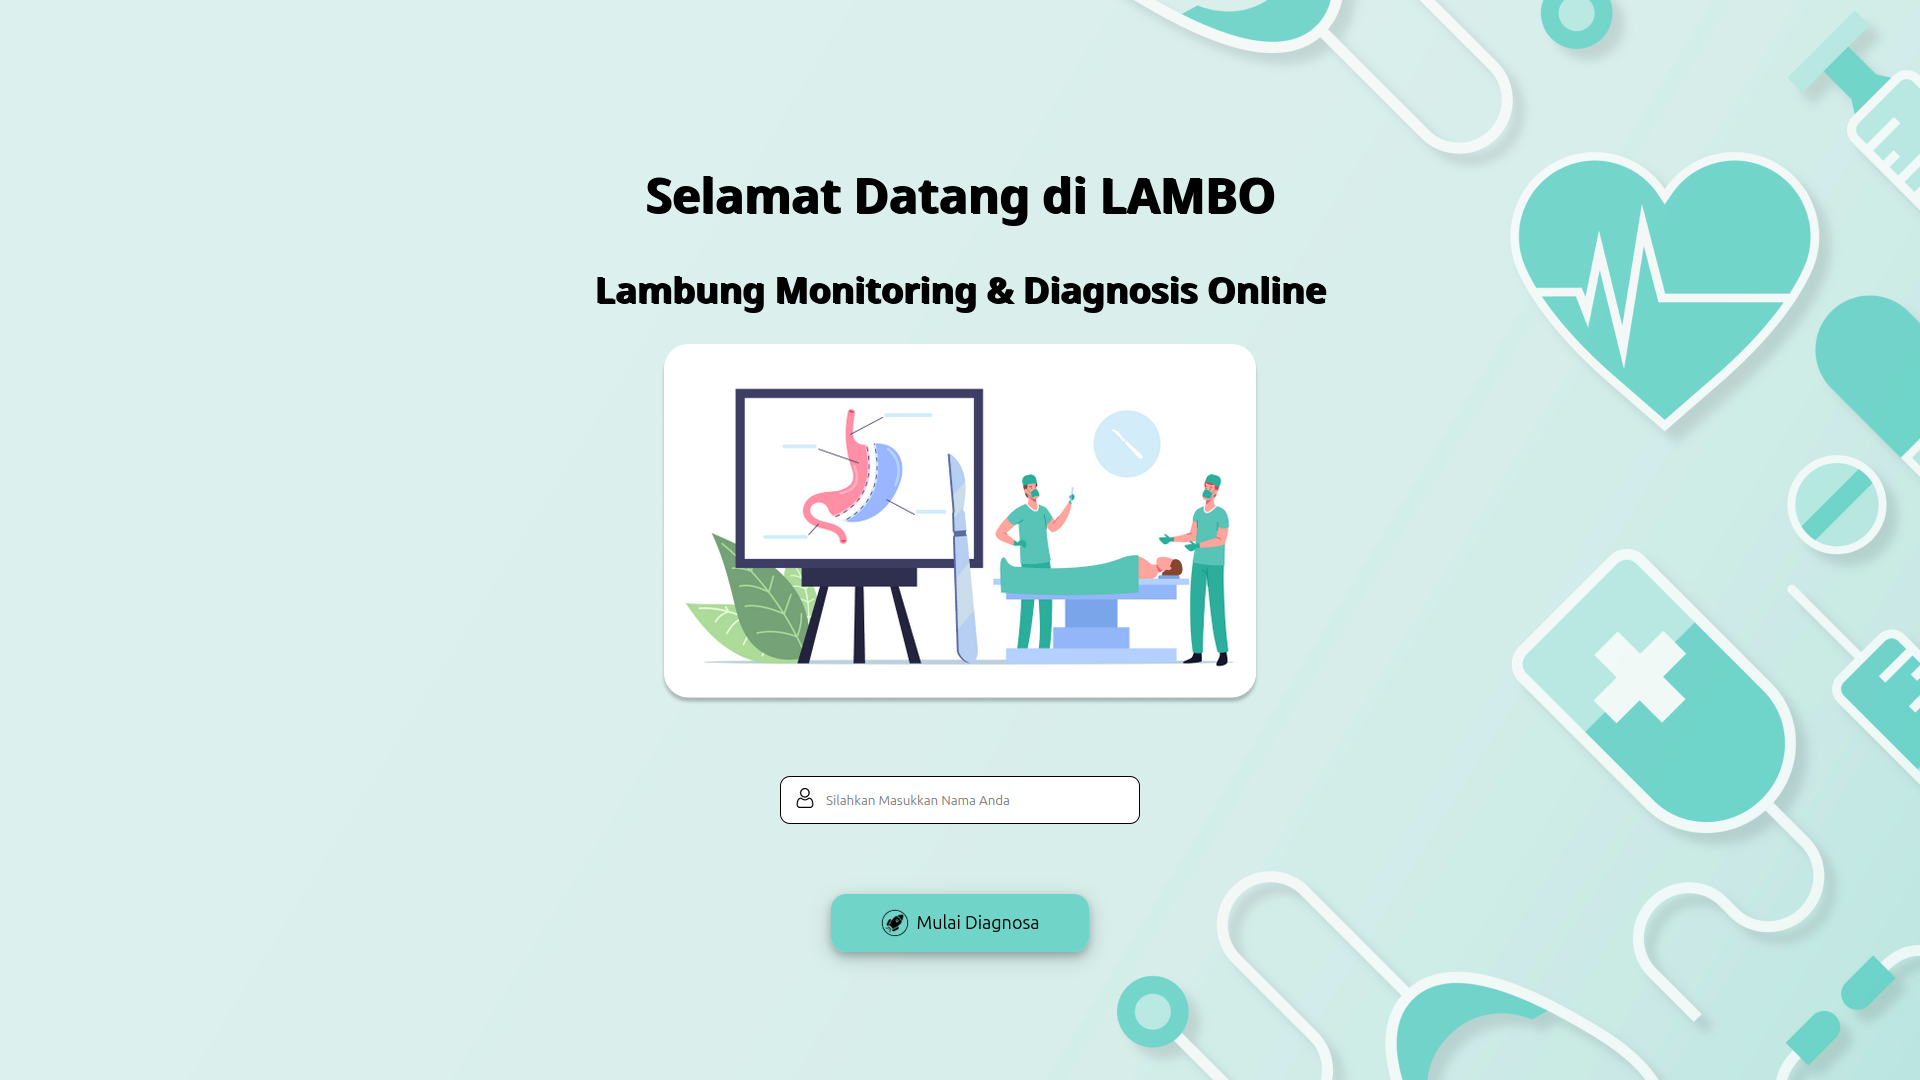 Selamat Datang di LAMBO
Lambung Monitoring & Diagnosis Online
Silahkan Masukkan Nama Anda
Mulai Diagnosa